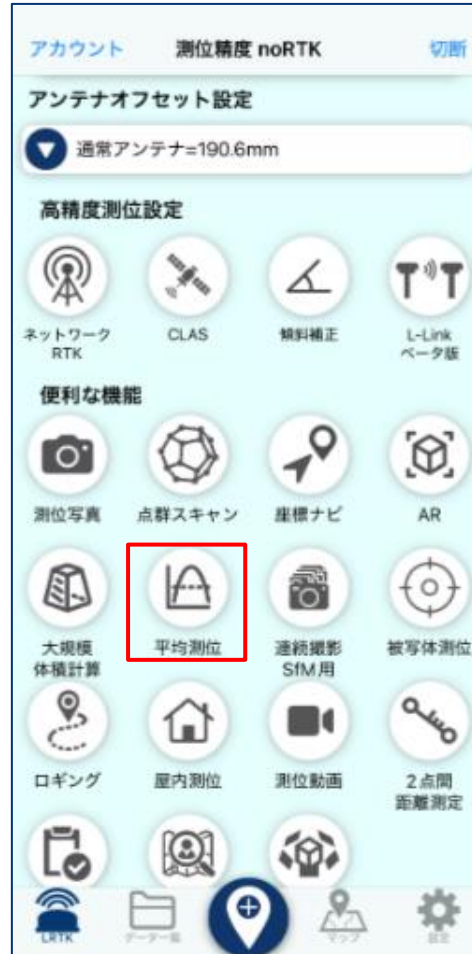 アカウント 測位精度 noRTK 切断
アンテナオフセット設定
通常アンテナ=190.6mm
高精度測位設定
ネットワーク
RTK
CLAS
傾斜補正
L-Link
ベータ版
便利な機能
測位写真
点群スキャン
座標ナビ
AR
大規模
体積計算
平均測位
連続撮影
SfM用
被写体測位
ロギング
屋内測位
測位動画
2点間
距離測定
LRTK
データ一覧
マップ
設定